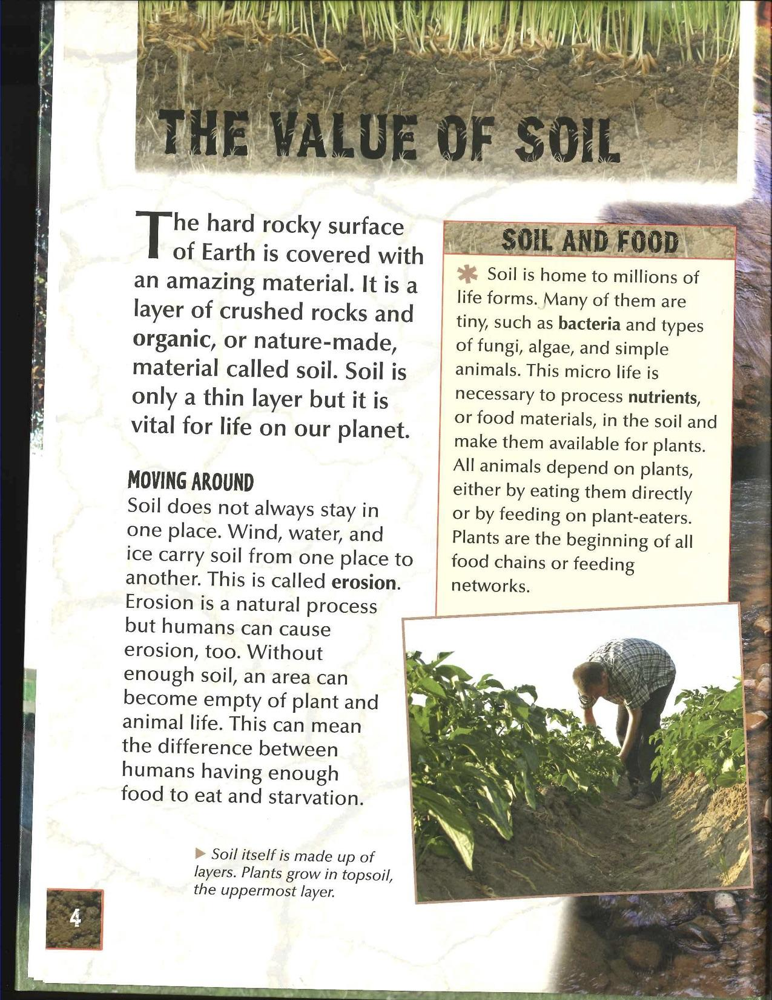 THE VALUE OF SOIL
The hard rocky surface
of Earth is covered with
an amazing material. It is a
layer of crushed rocks and
organic, or nature-made,
material called soil. Soil is
only a thin layer but it is
vital for life on our planet.
MOVING AROUND
Soil does not always stay in
one place. Wind, water, and
ice carry soil from one place to
another. This is called erosion.
Erosion is a natural process
but humans can cause
erosion, too. Without
enough soil, an area can
become empty of plant and
animal life. This can mean
the difference between
humans having enough
food to eat and starvation.
SOIL AND FOOD
* Soil is home to millions of
life forms. Many of them are
tiny, such as bacteria and types
of fungi, algae, and simple
animals. This micro life is
necessary to process nutrients,
or food materials, in the soil and
make them available for plants.
All animals depend on plants,
either by eating them directly
or by feeding on plant-eaters.
Plants are the beginning of all
food chains or feeding
networks.
► Soil itself is made up of
layers. Plants grow in topsoil,
the uppermost layer.
4